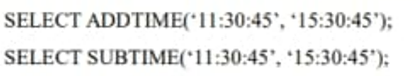 SELECT ADDTIME(‘11:30:45’, ‘15:30:45’);
SELECT SUBTIME(‘11:30:45’, ‘15:30:45’);